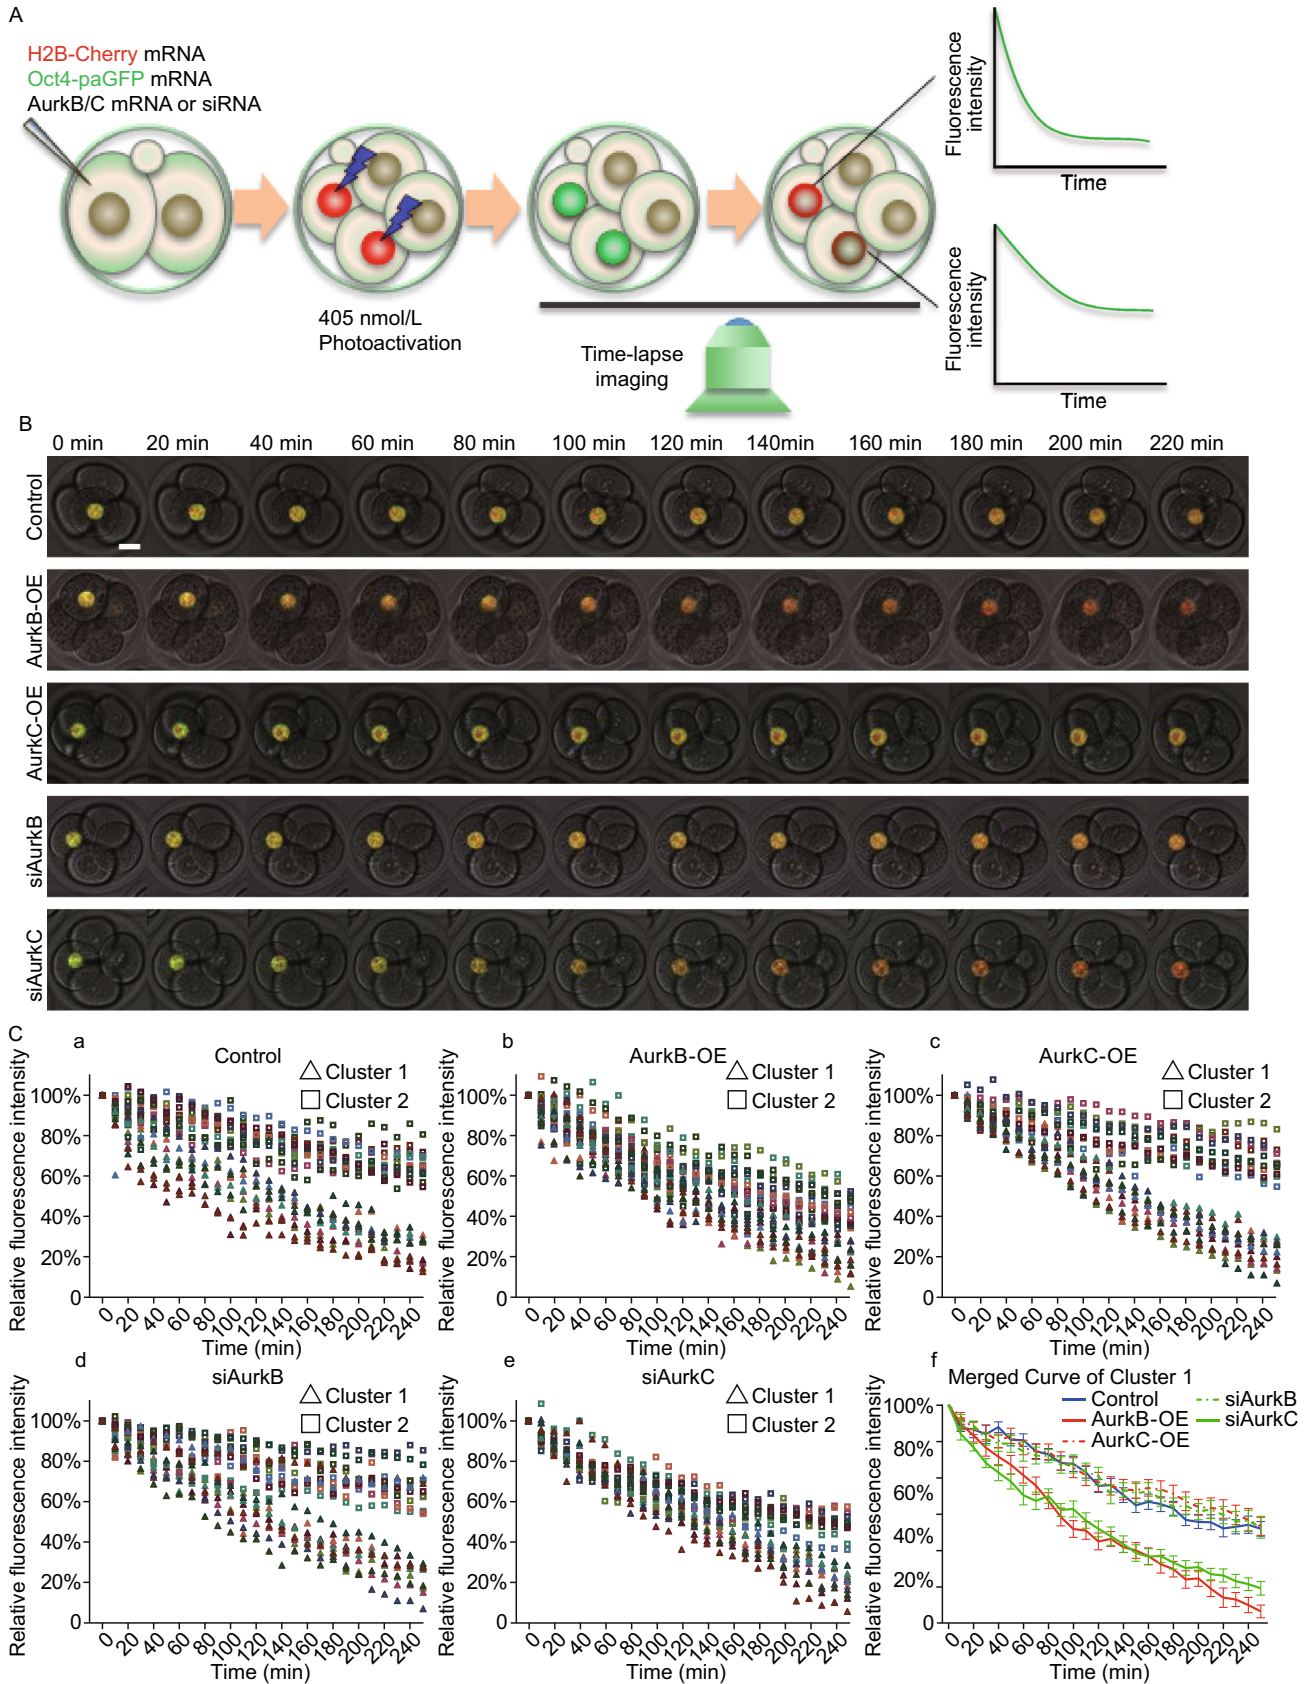 A
H2B-Cherry mRNA
Oct4-paGFP mRNA
AurkB/C mRNA or siRNA
405 nmol/L
Photoactivation
Time-lapse
imaging
Fluorescence
intensity
Time
Fluorescence
intensity
Time
B
0 min 20 min 40 min 60 min 80 min 100 min 120 min 140min 160 min 180 min 200 min 220 min
Control
AurkB-OE
AurkC-OE
siAurkB
siAurkC
C
a
Control
Cluster 1
Cluster 2
Relative fluorescence intensity
100%
80%
60%
40%
20%
0
0 20 40 60 80 100 120 140 160 180 200 220 240
Time (min)
b
AurkB-OE
Cluster 1
Cluster 2
Relative fluorescence intensity
100%
80%
60%
40%
20%
0
0 20 40 60 80 100 120 140 160 180 200 220 240
Time (min)
c
AurkC-OE
Cluster 1
Cluster 2
Relative fluorescence intensity
100%
80%
60%
40%
20%
0
0 20 40 60 80 100 120 140 160 180 200 220 240
Time (min)
d
siAurkB
Cluster 1
Cluster 2
Relative fluorescence intensity
100%
80%
60%
40%
20%
0
0 20 40 60 80 100 120 140 160 180 200 220 240
Time (min)
e
siAurkC
Cluster 1
Cluster 2
Relative fluorescence intensity
100%
80%
60%
40%
20%
0
0 20 40 60 80 100 120 140 160 180 200 220 240
Time (min)
f
Merged Curve of Cluster 1
Control
AurkB-OE
AurkC-OE
siAurkB
siAurkC
Relative fluorescence intensity
100%
80%
60%
40%
20%
0
0 20 40 60 80 100 120 140 160 180 200 220 240
Time (min)